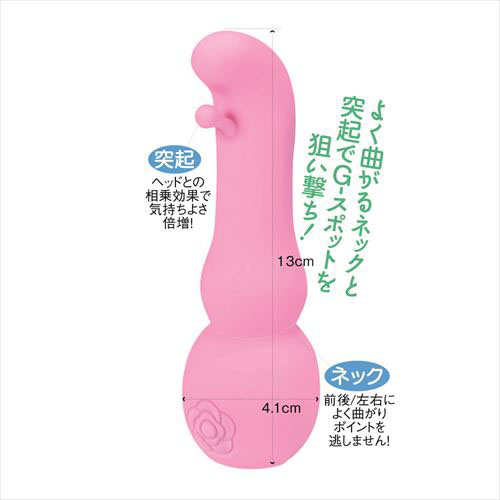 よく曲がるネックと
突起でG-スポットを
狙い撃ち!
突起
ヘッドとの
相乗効果で
気持ちよさ
倍増!
13cm
4.1cm
ネック
前後/左右に
よく曲がり
ポイントを
逃しません!